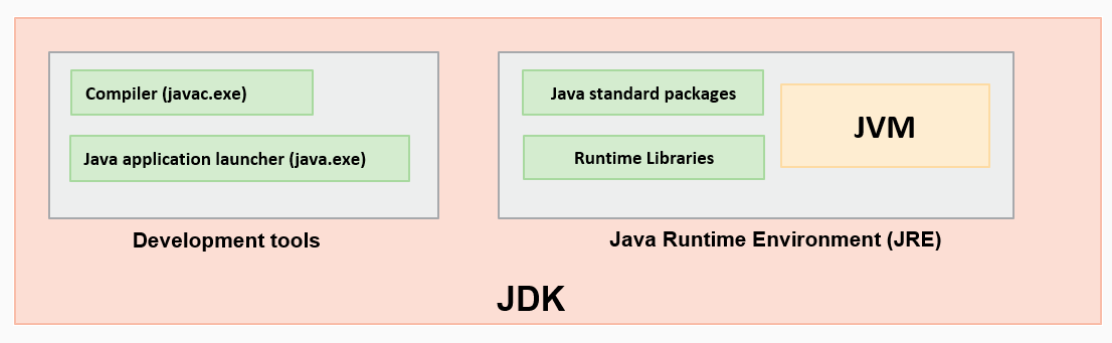 Compiler (javac.exe)
Java application launcher (java.exe)
Development tools
Java standard packages
Runtime Libraries
JVM
Java Runtime Environment (JRE)
JDK